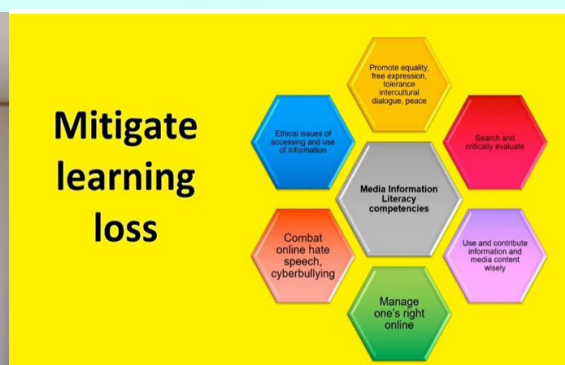 Mitigate
learning
loss
Promote equality,
free expression,
tolerance
intercultural
dialogue, peace
Ethical issues of
accessing and use
of information
Search and
critically evaluate
Media Information
Literacy
competencies
Combat
online hate
speech,
cyberbullying
Use and contribute
information and
media content
wisely
Manage
one's right
online